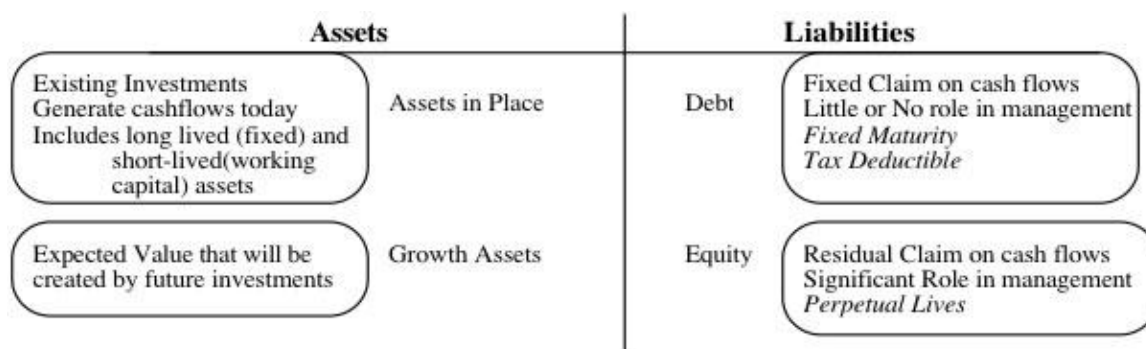 Assets
Liabilities
Existing Investments
Generate cashflows today
Includes long lived (fixed) and
short-lived(working
capital) assets
Assets in Place
Debt
Fixed Claim on cash flows
Little or No role in management
Fixed Maturity
Tax Deductible
Expected Value that will be
created by future investments
Growth Assets
Equity
Residual Claim on cash flows
Significant Role in management
Perpetual Lives